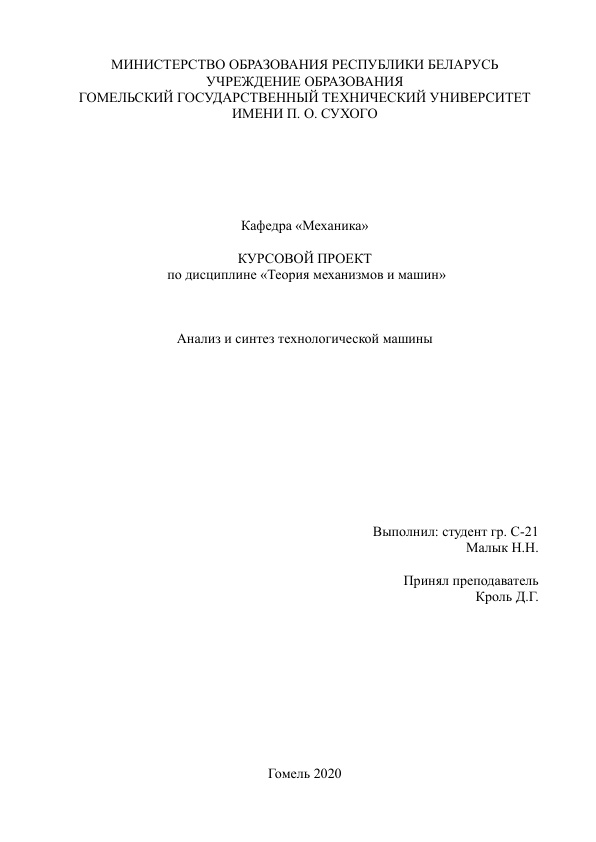 МИНИСТЕРСТВО ОБРАЗОВАНИЯ РЕСПУБЛИКИ БЕЛАРУСЬ
УЧРЕЖДЕНИЕ ОБРАЗОВАНИЯ
ГОМЕЛЬСКИЙ ГОСУДАРСТВЕННЫЙ ТЕХНИЧЕСКИЙ УНИВЕРСИТЕТ
ИМЕНИ П. О. СУХОГО
Кафедра «Механика»
КУРСОВОЙ ПРОЕКТ
по дисциплине «Теория механизмов и машин»
Анализ и синтез технологической машины
Выполнил: студент гр. С-21
Малык Н.Н.
Принял преподаватель
Кроль Д.Г.
Гомель 2020